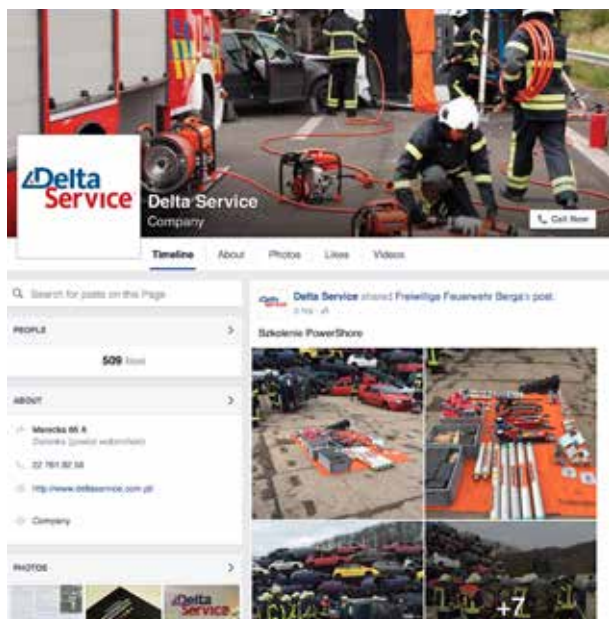 Delta
Service
Delta Service
Company
Call Now
Timeline About Photos Likes Videos
Search for posts on this Page
Delta Service shared Freiwillige Feuerwehr Berga's post.
Szkolenie PowerShore
PEOPLE
509 likes
ABOUT
Marecka 66 A
22 761 82 58
http://www.deltaservice.com.pl/
Company
PHOTOS
Delta
Service
+7